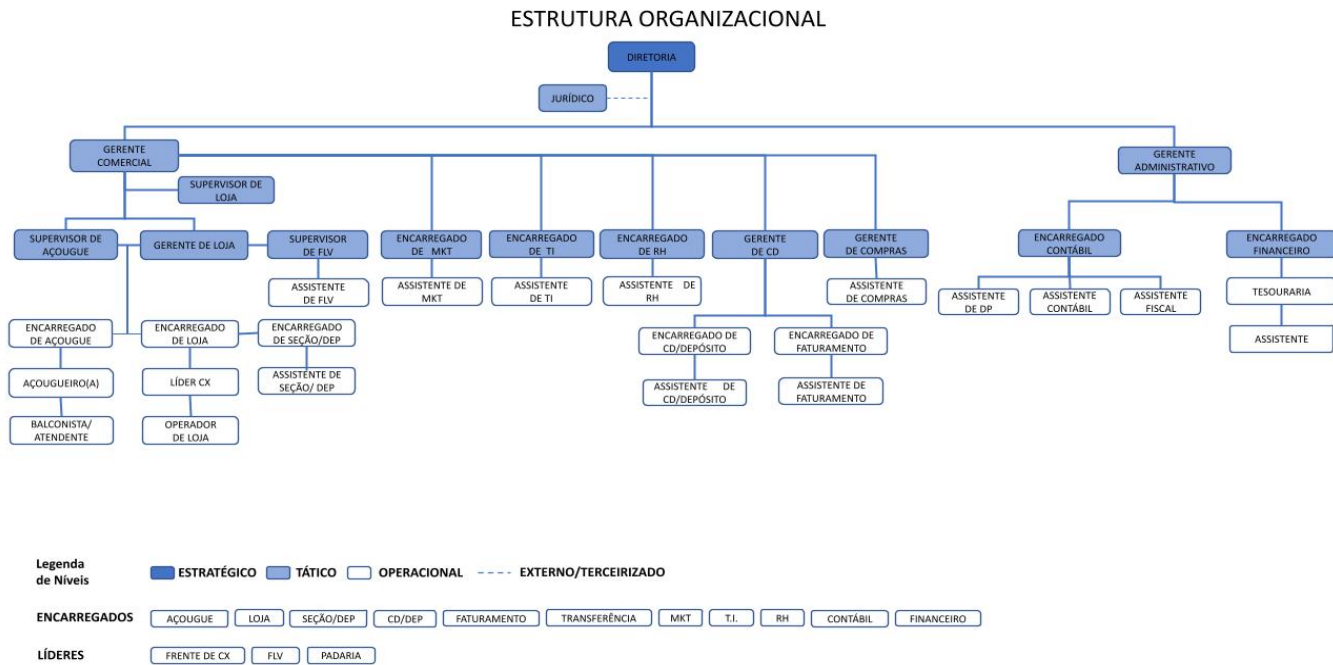 ESTRUTURA ORGANIZACIONAL
DIRETORIA
JURÍDICO
GERENTE
COMERCIAL
GERENTE
ADMINISTRATIVO
SUPERVISOR DE
LOJA
SUPERVISOR DE
AÇOUGUE
GERENTE DE LOJA
SUPERVISOR
DE FLV
ENCARREGADO
DE MKT
ENCARREGADO
DE TI
ENCARREGADO
DE RH
GERENTE
DE CD
GERENTE
DE COMPRAS
ENCARREGADO
CONTÁBIL
ENCARREGADO
FINANCEIRO
ASSISTENTE
DE FLV
ASSISTENTE DE
MKT
ASSISTENTE
DE TI
ASSISTENTE DE
RH
ASSISTENTE
DE COMPRAS
ASSISTENTE
DE DP
ASSISTENTE
CONTÁBIL
ASSISTENTE
FISCAL
TESOURARIA
ENCARREGADO
DE AÇOUGUE
ENCARREGADO
DE LOJA
ENCARREGADO
DE SEÇÃO/DEP
ENCARREGADO DE
CD/DEPÓSITO
ENCARREGADO DE
FATURAMENTO
ASSISTENTE
AÇOUGUEIRO(A)
LÍDER CX
ASSISTENTE DE
SEÇÃO/ DEP
ASSISTENTE DE
CD/DEPÓSITO
ASSISTENTE DE
FATURAMENTO
BALCONISTA/
ATENDENTE
OPERADOR
DE LOJA
Legenda
de Níveis
ESTRATÉGICO TÁTICO OPERACIONAL EXTERNO/TERCEIRIZADO
ENCARREGADOS AÇOUGUE LOJA SEÇÃO/DEP CD/DEP FATURAMENTO TRANSFERÊNCIA MKT T.I. RH CONTÁBIL FINANCEIRO
LÍDERES FRENTE DE CX FLV PADARIA